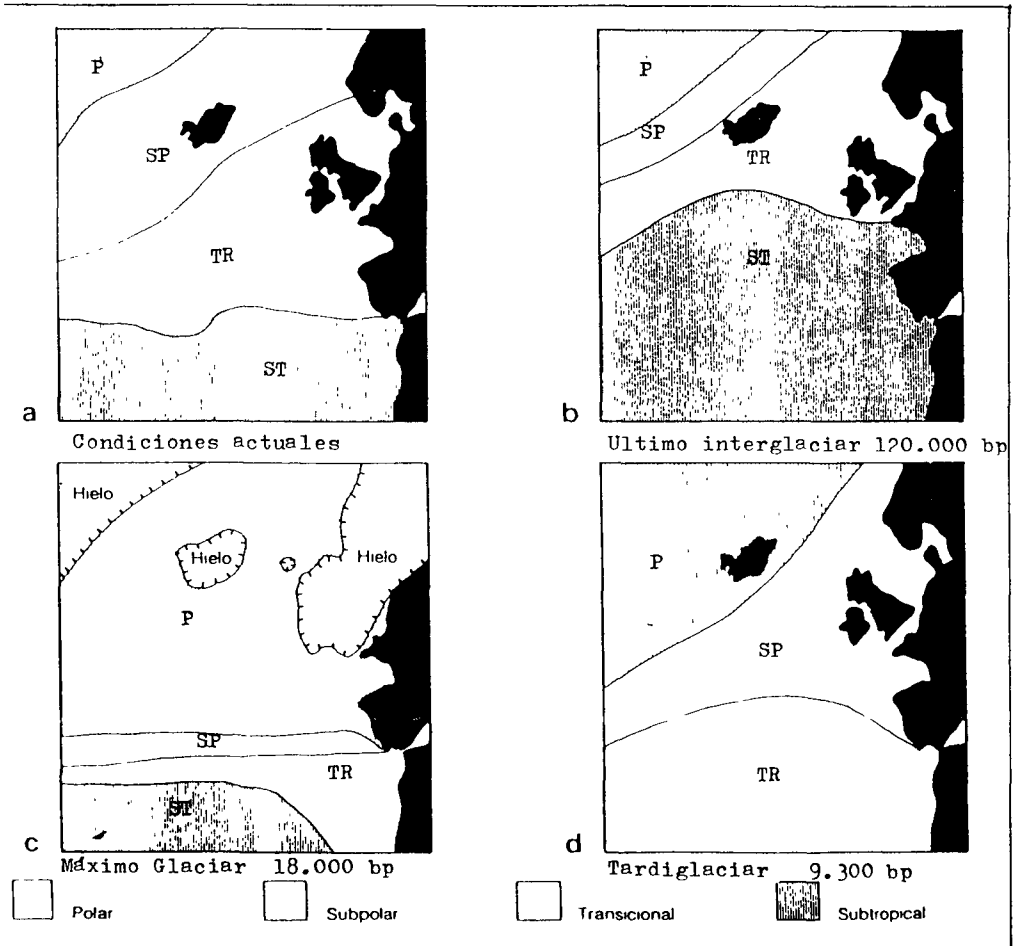 P
SP
TR
ST
a
Condiciones actuales
P
SP
TR
ST
b
Ultimo interglaciar 120.000 bp
Hielo
Hielo
Hielo
P
SP
TR
ST
c
Máximo Glaciar 18.000 bp
P
SP
TR
d
Tardiglaciar 9.300 bp
Polar
Subpolar
Transicional
Subtropical